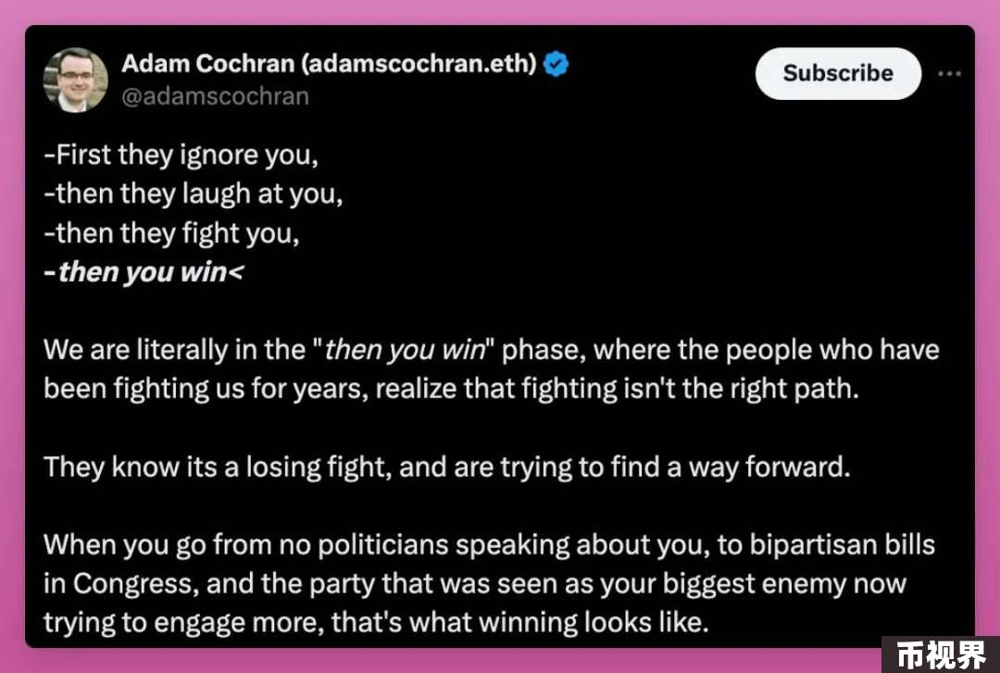 Adam Cochran (adamscochran.eth)
Subscribe
@adamscochran
-First they ignore you,
-then they laugh at you,
-then they fight you,
-then you win<
We are literally in the "then you win" phase, where the people who have
been fighting us for years, realize that fighting isn't the right path.
They know its a losing fight, and are trying to find a way forward.
When you go from no politicians speaking about you, to bipartisan bills
in Congress, and the party that was seen as your biggest enemy now
trying to engage more, that's what winning looks like.
币视界